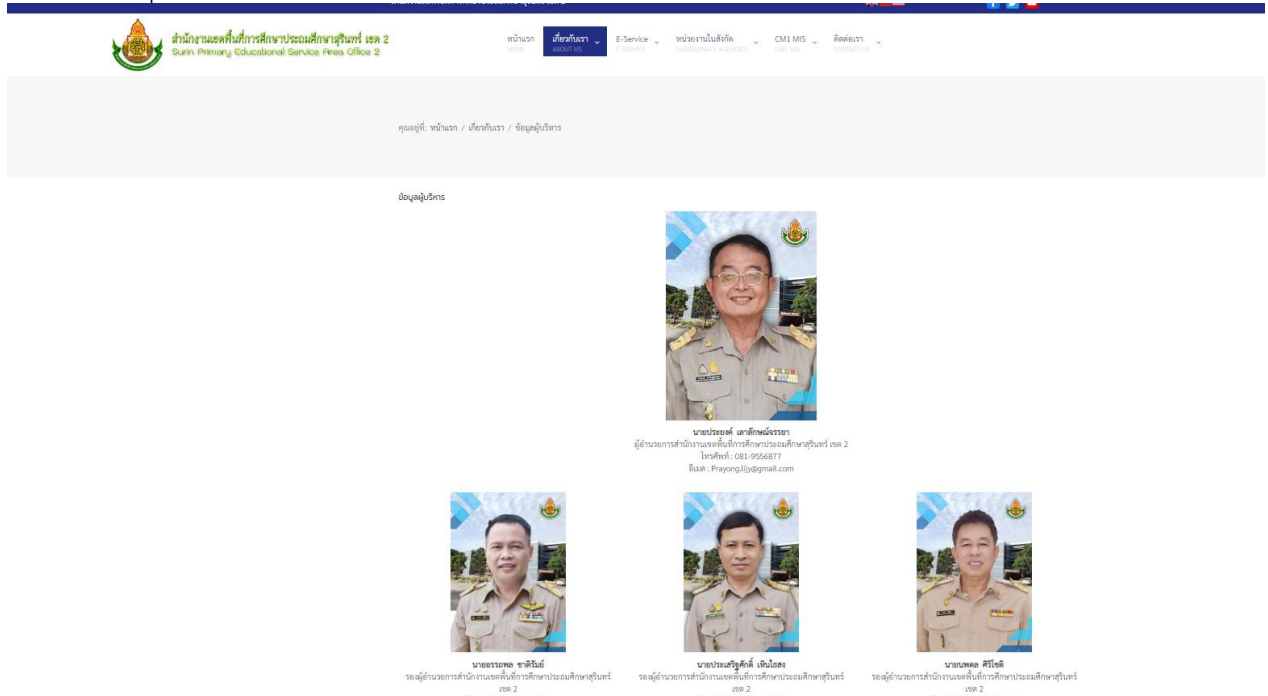 สำนักงานเขตพื้นที่การศึกษาประถมศึกษาสุรินทร์ เขต 2
Surin Primary Educational Service Area Office 2
หน้าแรก
HOME
เกี่ยวกับเรา
ABOUT US
E-Service
E-SERVICE
หน่วยงานในสังกัด
CM1 MIS
CM1 MIS
ติดต่อเรา
CONTACT US
คุณอยู่ที่: หน้าแรก / เกี่ยวกับเรา / ข้อมูลผู้บริหาร
ข้อมูลผู้บริหาร
นายประยงค์ เลาลักษณ์จรรยา
ผู้อำนวยการสำนักงานเขตพื้นที่การศึกษาประถมศึกษาสุรินทร์ เขต 2
โทรศัพท์ : 081-9556877
อีเมล : Prayong.lijy@gmail.com
นายอรรถพล ชาติรัมย์
รองผู้อำนวยการสำนักงานเขตพื้นที่การศึกษาประถมศึกษาสุรินทร์
เขต 2
นายประเสริฐศักดิ์ เหินไธสง
รองผู้อำนวยการสำนักงานเขตพื้นที่การศึกษาประถมศึกษาสุรินทร์
เขต 2
นายนพดล ศิริโชติ
รองผู้อำนวยการสำนักงานเขตพื้นที่การศึกษาประถมศึกษาสุรินทร์
เขต 2